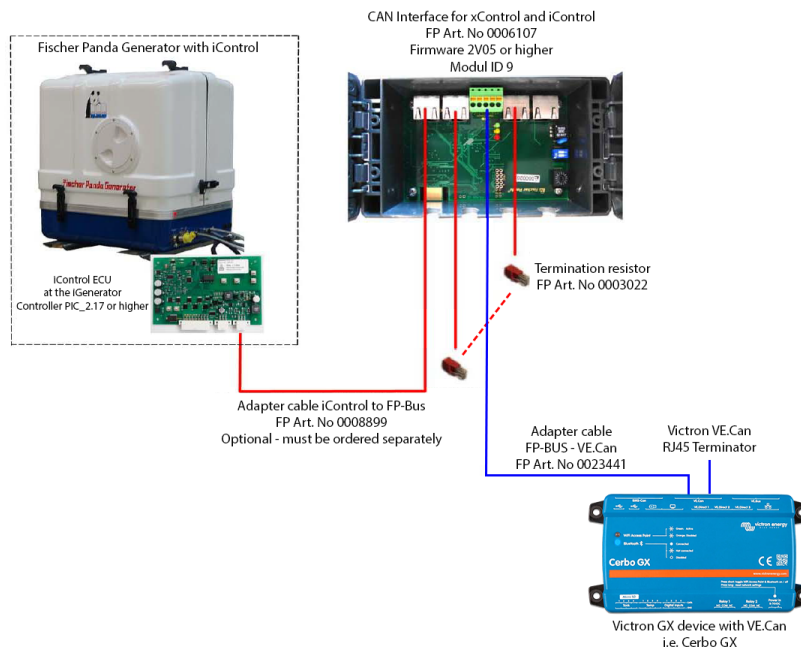 CAN Interface for xControl and iControl
FP Art. No 0006107
Firmware 2V05 or higher
Modul ID 9
Fischer Panda Generator with iControl
Fischer Panda Generator
iControl ECU
at the iGenerator
Controller PIC_2.17 or higher
Termination resistor
FP Art. No 0003022
Adapter cable iControl to FP-Bus
FP Art. No 0008899
Optional - must be ordered separately
Adapter cable
FP-BUS - VE.Can
FP Art. No 0023441
Victron VE.Can
RJ45 Terminator
victron energy
WiFi Access Point
Bluetooth
Cerbo GX
Victron GX device with VE.Can
i.e. Cerbo GX